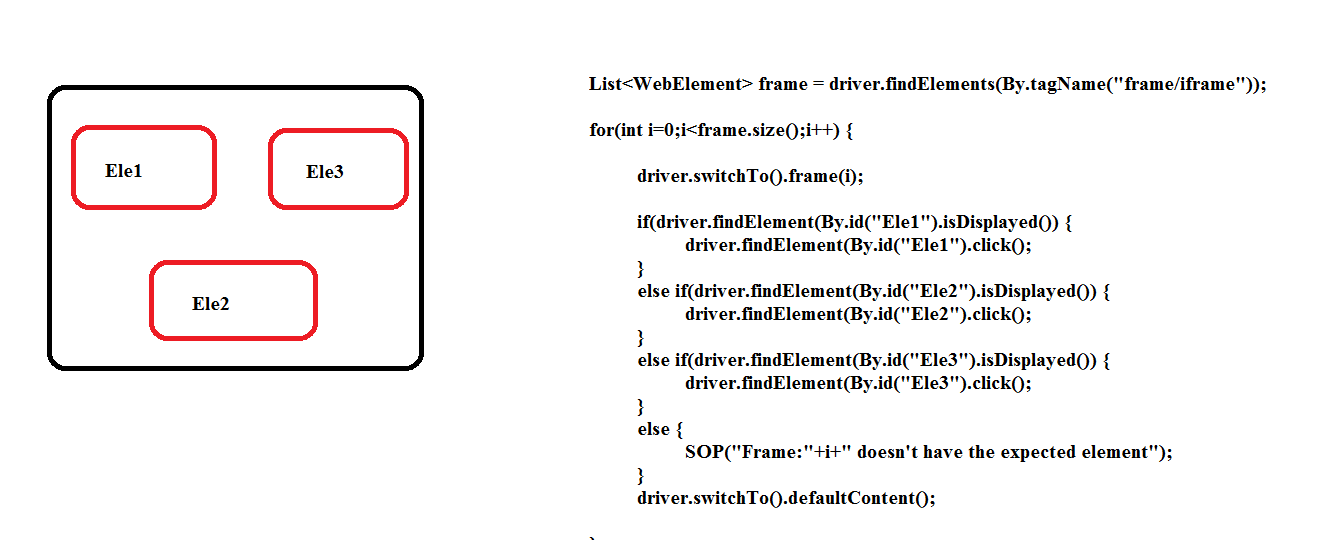 Ele1
Ele3
Ele2
List<WebElement> frame = driver.findElements(By.tagName("frame/iframe"));
for(int i=0;i<frame.size();i++) {
driver.switchTo().frame(i);
if(driver.findElement(By.id("Ele1").isDisplayed()) {
driver.findElement(By.id("Ele1").click();
}
else if(driver.findElement(By.id("Ele2").isDisplayed()) {
driver.findElement(By.id("Ele2").click();
}
else if(driver.findElement(By.id("Ele3").isDisplayed()) {
driver.findElement(By.id("Ele3").click();
}
else {
SOP("Frame:"+i+" doesn't have the expected element");
}
driver.switchTo().defaultContent();